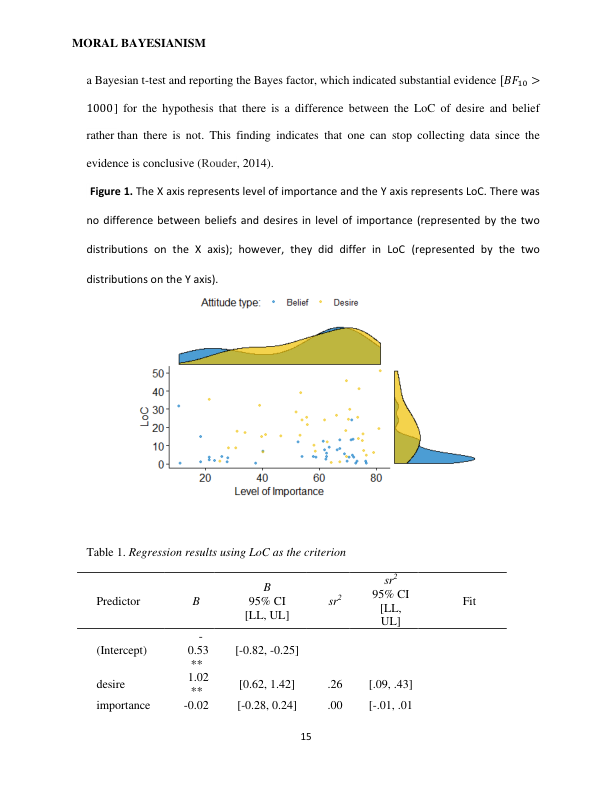 MORAL BAYESIANISM
a Bayesian t-test and reporting the Bayes factor, which indicated substantial evidence [𝐵𝐹₁₀ >
1000] for the hypothesis that there is a difference between the LoC of desire and belief
rather than there is not. This finding indicates that one can stop collecting data since the
evidence is conclusive (Rouder, 2014).
Figure 1. The X axis represents level of importance and the Y axis represents LoC. There was
no difference between beliefs and desires in level of importance (represented by the two
distributions on the X axis); however, they did differ in LoC (represented by the two
distributions on the Y axis).
Attitude type: Belief Desire
50
40
30
20
10
0
LoC
20 40 60 80
Level of Importance
Table 1. Regression results using LoC as the criterion
Predictor B B 95% CI [LL, UL] sr² sr² 95% CI [LL, UL] Fit
(Intercept) -0.53** [-0.82, -0.25]
desire 1.02** [0.62, 1.42] .26 [.09, .43]
importance -0.02 [-0.28, 0.24] .00 [-.01, .01
15